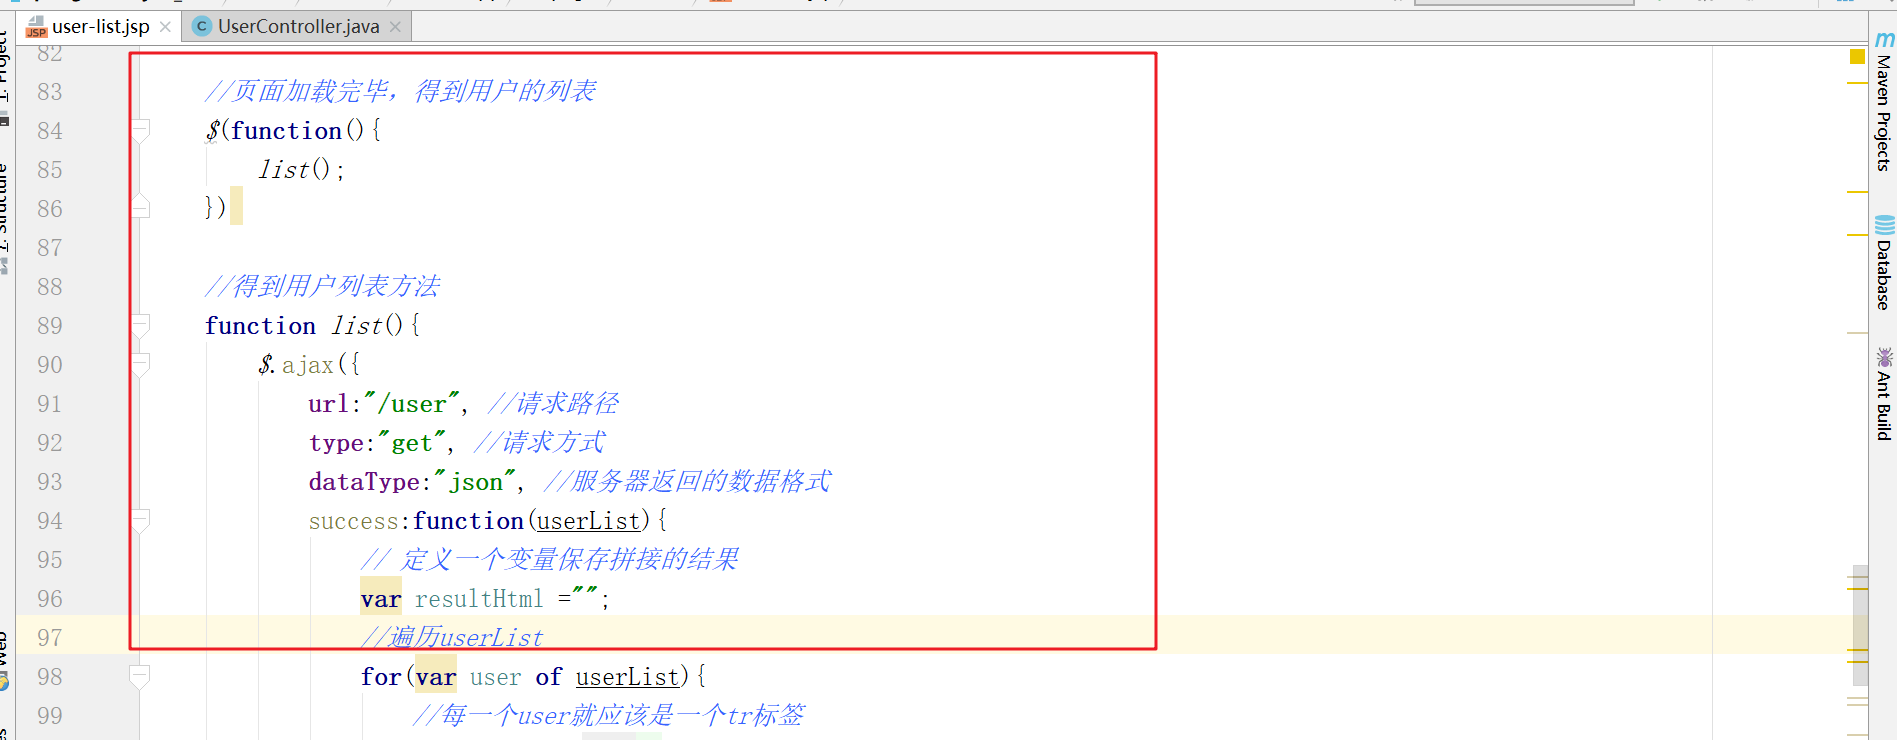 user-list.jsp
UserController.java
82
83 //页面加载完毕，得到用户的列表
84 $(function(){
85 list();
86 })
87
88 //得到用户列表方法
89 function list(){
90 $.ajax({
91 url:"/user", //请求路径
92 type:"get", //请求方式
93 dataType:"json", //服务器返回的数据格式
94 success:function(userList){
95 // 定义一个变量保存拼接的结果
96 var resultHtml ="";
97 //遍历userList
98 for(var user of userList){
99 //每一个user就应该是一个tr标签
1: Project
7: Structure
Web
Maven Projects
Database
Ant Build